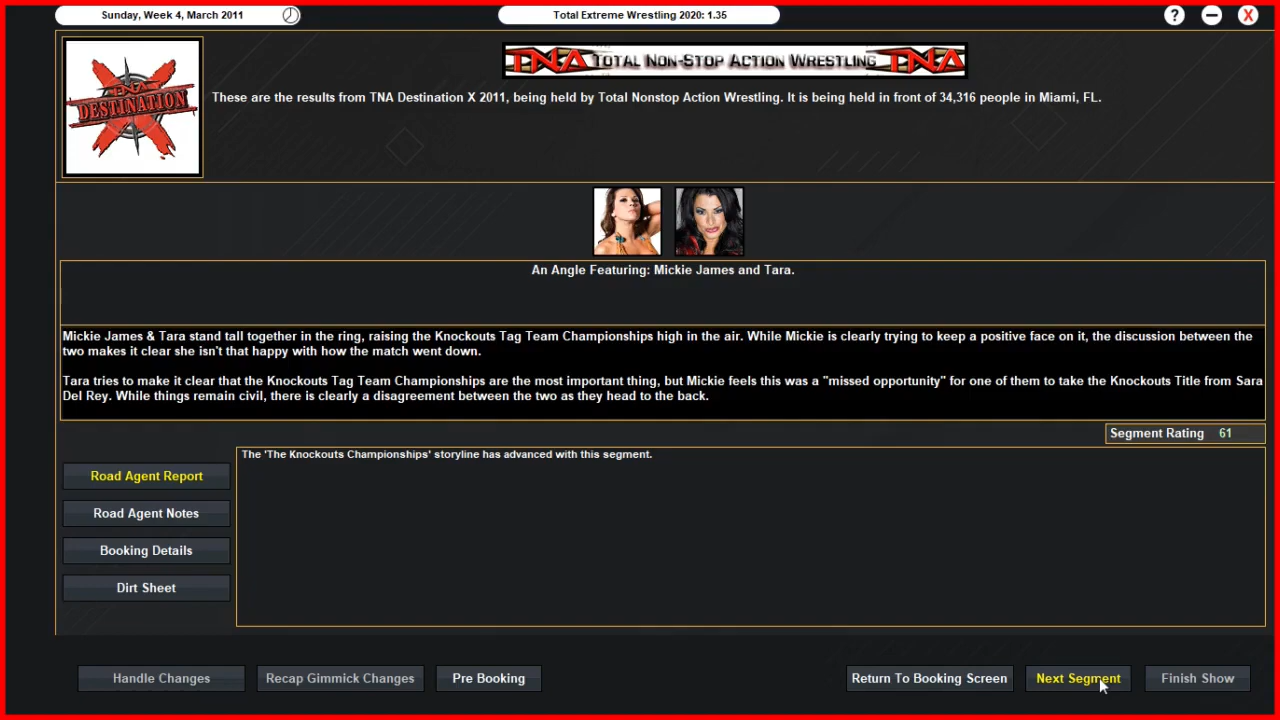 Sunday, Week 4, March 2011
Total Extreme Wrestling 2020: 1.35
?
X
TNA TOTAL NON-STOP ACTION WRESTLING TNA
TNA
DESTINATION
X
These are the results from TNA Destination X 2011, being held by Total Nonstop Action Wrestling. It is being held in front of 34,316 people in Miami, FL.
An Angle Featuring: Mickie James and Tara.
Mickie James & Tara stand tall together in the ring, raising the Knockouts Tag Team Championships high in the air. While Mickie is clearly trying to keep a positive face on it, the discussion between the
two makes it clear she isn't that happy with how the match went down.
Tara tries to make it clear that the Knockouts Tag Team Championships are the most important thing, but Mickie feels this was a "missed opportunity" for one of them to take the Knockouts Title from Sara
Del Rey. While things remain civil, there is clearly a disagreement between the two as they head to the back.
Segment Rating 61
The 'The Knockouts Championships' storyline has advanced with this segment.
Road Agent Report
Road Agent Notes
Booking Details
Dirt Sheet
Handle Changes
Recap Gimmick Changes
Pre Booking
Return To Booking Screen
Next Segment
Finish Show